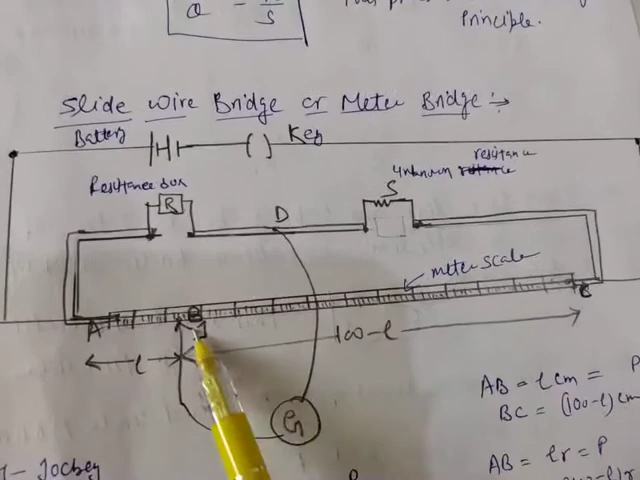 Principle.
Slide wire Bridge or Meter Bridge :→
Battery
Key
Resistance box
R
D
S
unknown
resistance
meter scale
A
B
C
l
100-l
G
AB = l cm = P
BC = (100-l) cm
AB = lr = P
J - Jockey